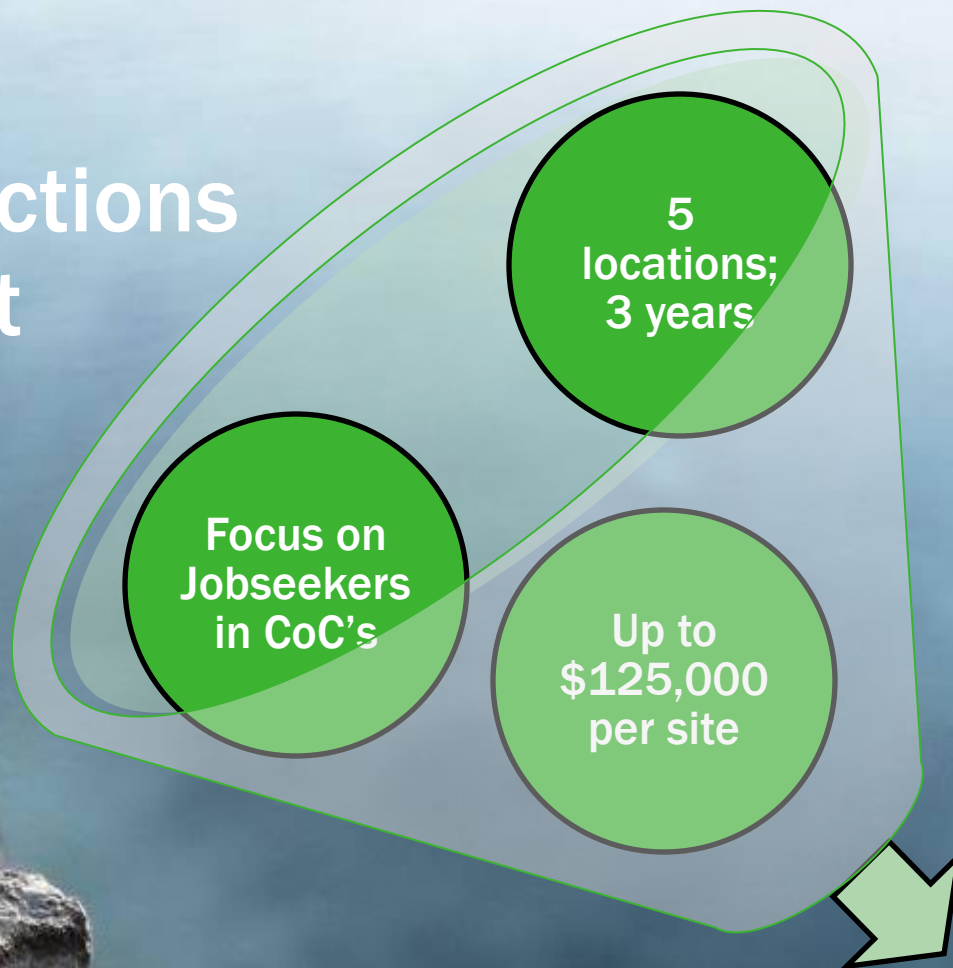 ctions
t
5
locations;
3 years
Focus on
Jobseekers
in CoC's
Up to
$125,000
per site